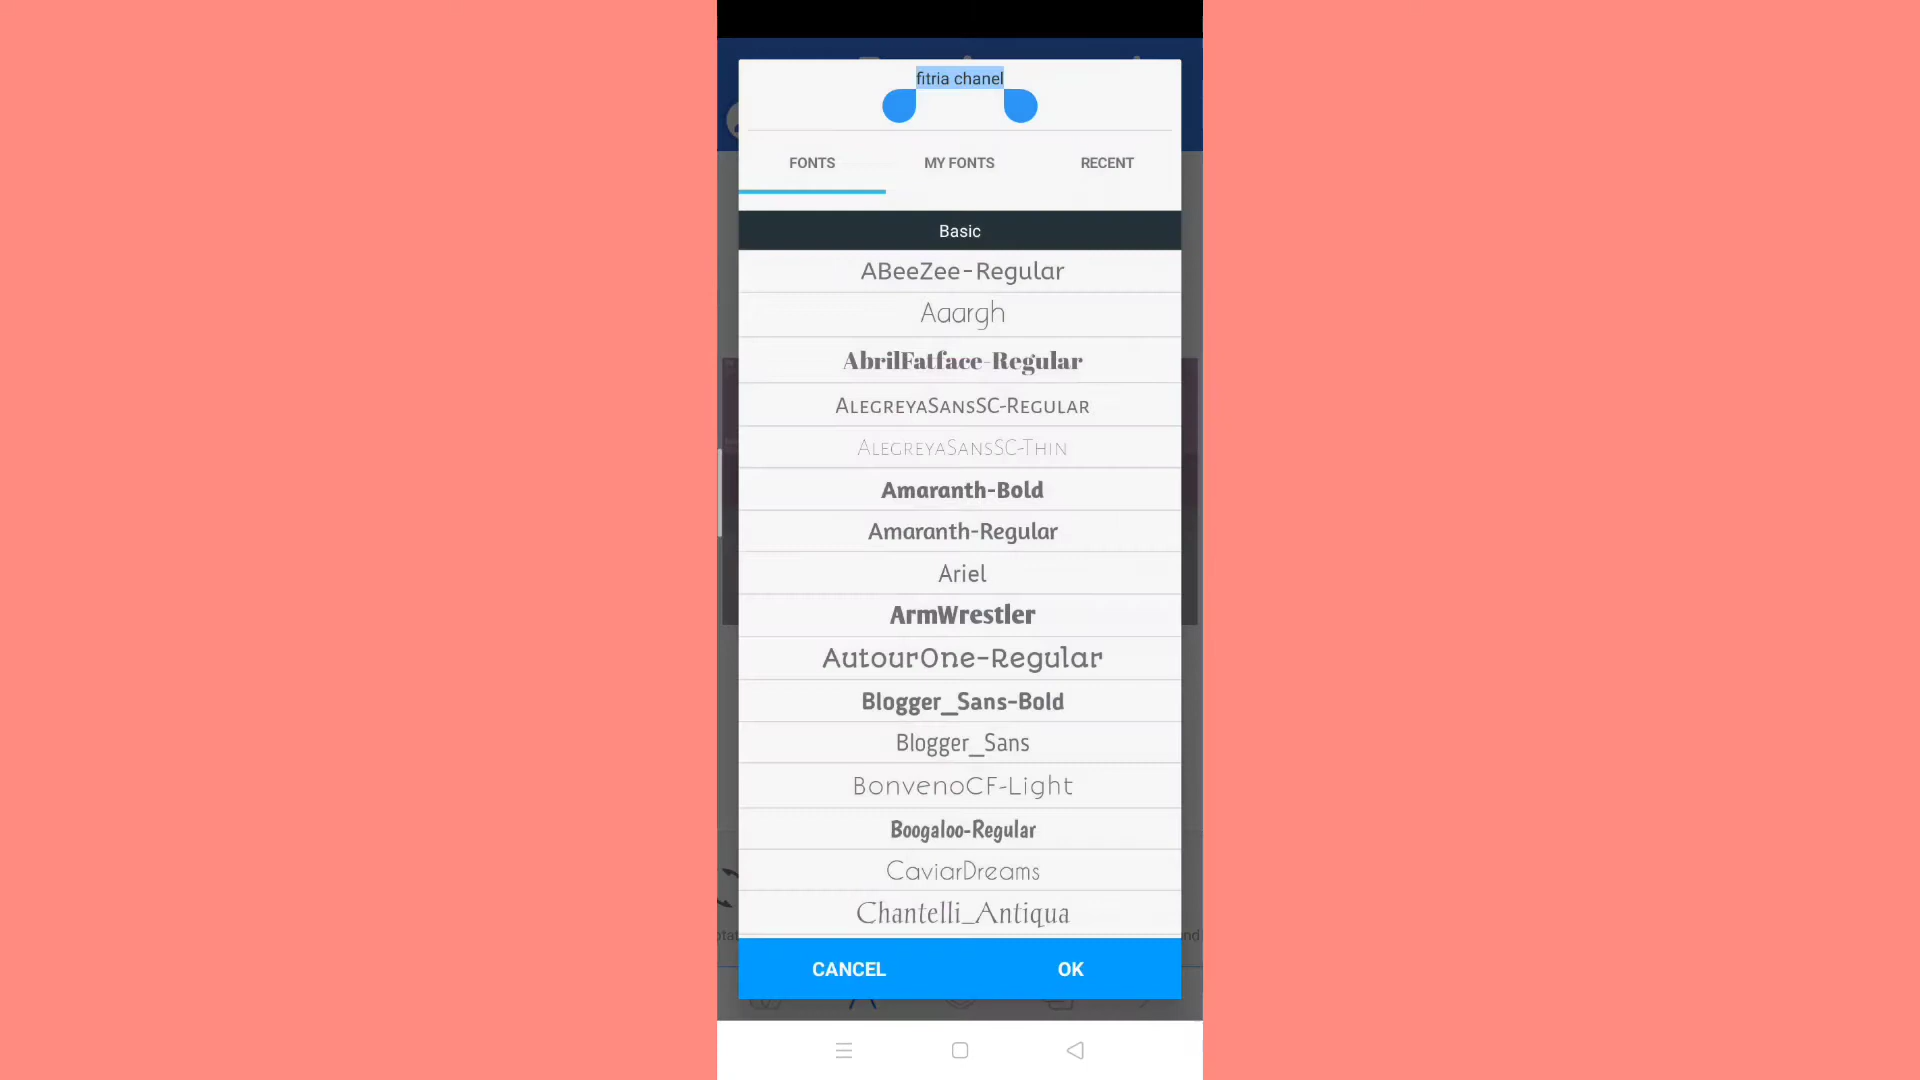 fitria chanel
FONTS MY FONTS RECENT
Basic
ABeeZee-Regular
Aaargh
AbrilFatface-Regular
AlegreyaSansSC-Regular
AlegreyaSansSC-Thin
Amaranth-Bold
Amaranth-Regular
Ariel
ArmWrestler
AutourOne-Regular
Blogger_Sans-Bold
Blogger_Sans
BonvenoCF-Light
Boogaloo-Regular
CaviarDreams
Chantelli_Antiqua
CANCEL OK